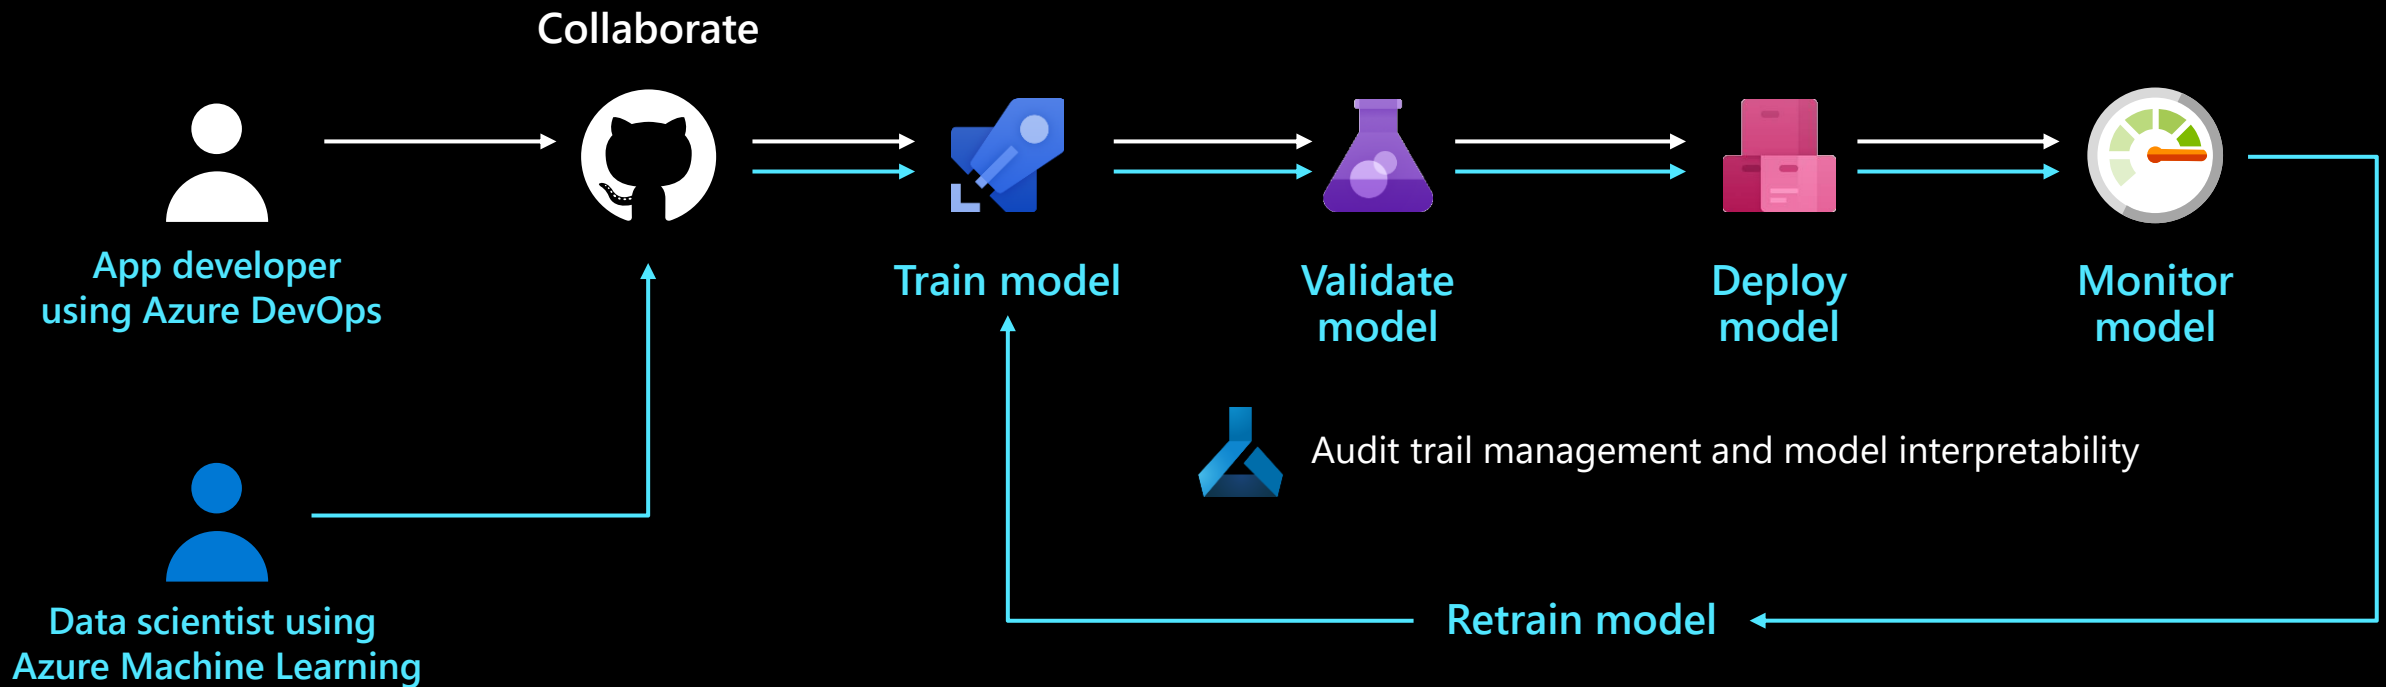 Collaborate
App developer
using Azure DevOps
Train model
Validate
model
Deploy
model
Monitor
model
Audit trail management and model interpretability
Data scientist using
Azure Machine Learning
Retrain model